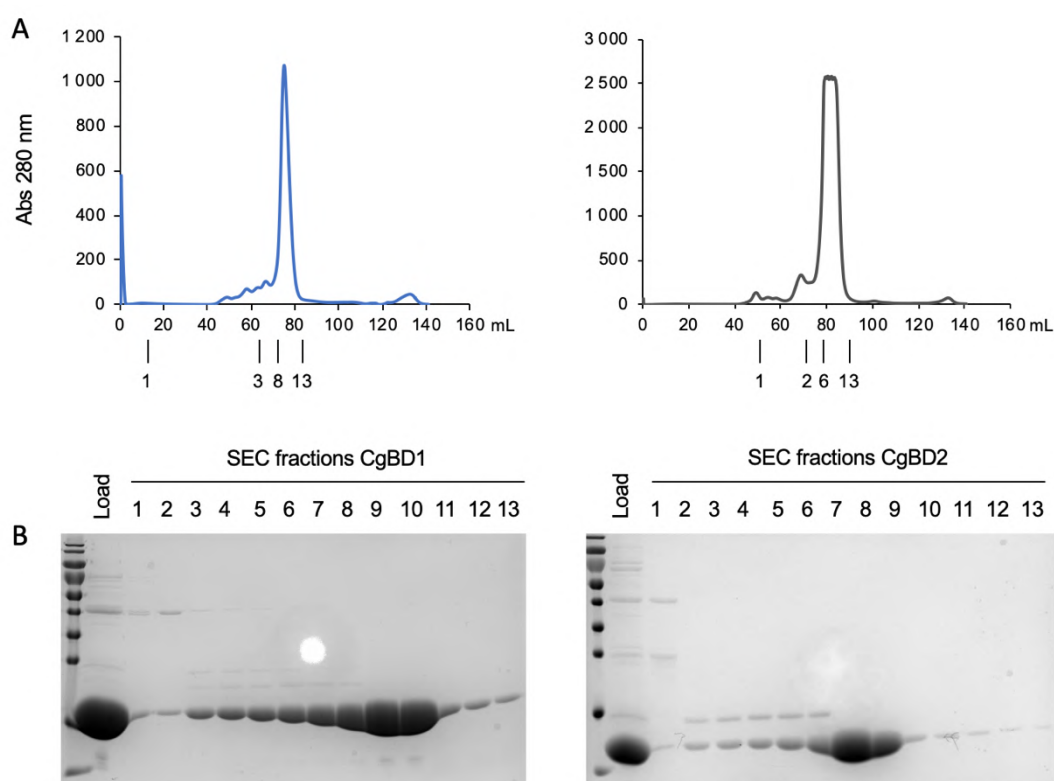 A
1 200
1 000
800
600
400
200
0
0 20 40 60 80 100 120 140 160 mL
1 3 8 13
Abs 280 nm
3 000
2 500
2 000
1 500
1 000
500
0
0 20 40 60 80 100 120 140 160 mL
1 2 6 13
SEC fractions CgBD1
Load 1 2 3 4 5 6 7 8 9 10 11 12 13
SEC fractions CgBD2
Load 1 2 3 4 5 6 7 8 9 10 11 12 13
B